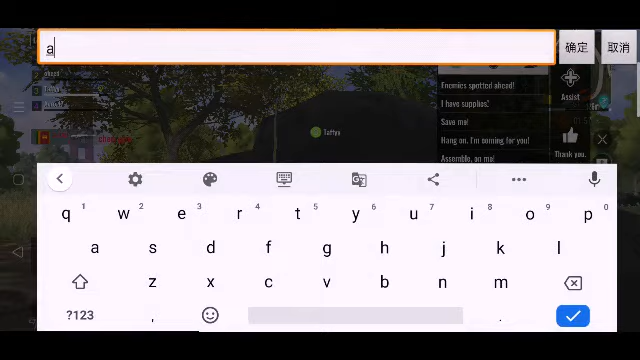 a
确定
取消
Enemies spotted ahead!
I have supplies!
Save me!
Hang on. I'm coming for you!
Assemble, on me!
Assist
Thank you.
Taffyy
q 1 w 2 e 3 r 4 t 5 y 6 u 7 i 8 o 9 p 0
a s d f g h j k l
z x c v b n m
?123 , .